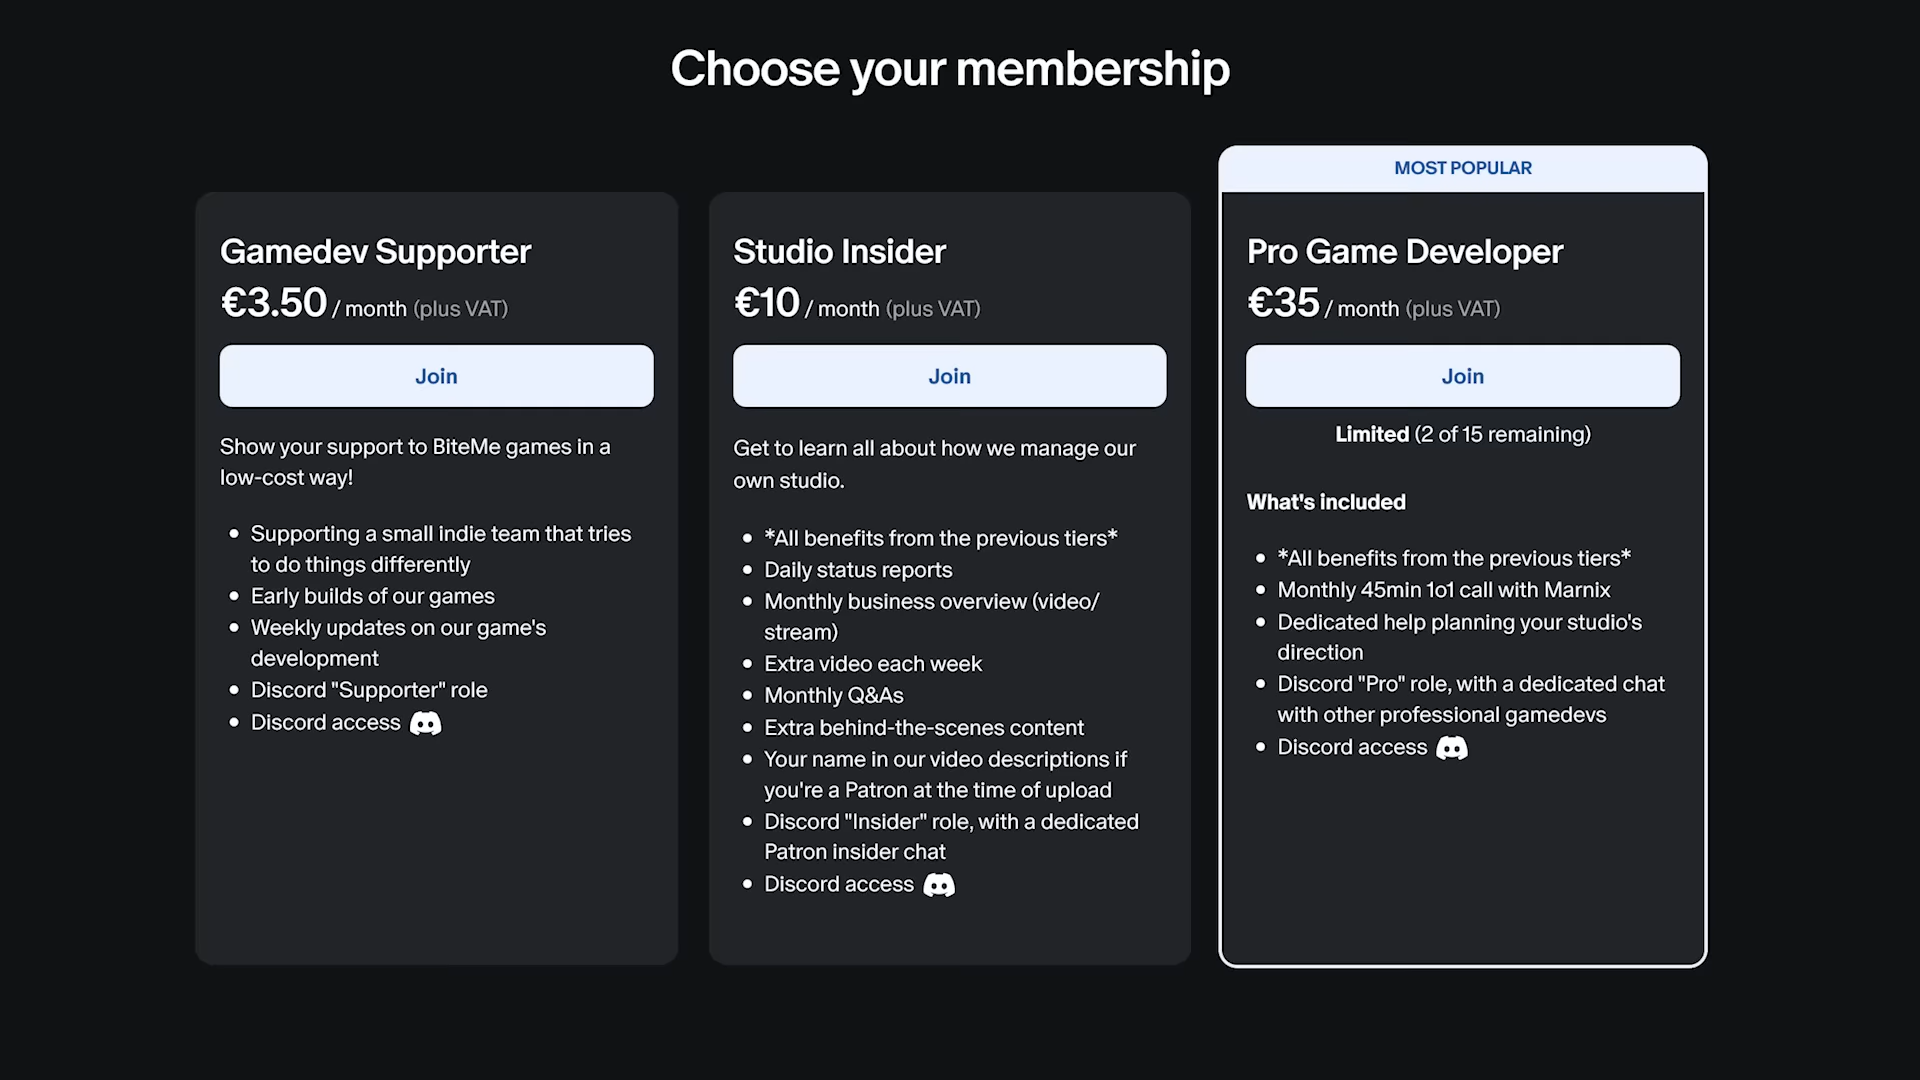 Choose your membership
Gamedev Supporter
€3.50 / month (plus VAT)
Join
Show your support to BiteMe games in a
low-cost way!
• Supporting a small indie team that tries
to do things differently
• Early builds of our games
• Weekly updates on our game's
development
• Discord "Supporter" role
• Discord access
Studio Insider
€10 / month (plus VAT)
Join
Get to learn all about how we manage our
own studio.
• *All benefits from the previous tiers*
• Daily status reports
• Monthly business overview (video/
stream)
• Extra video each week
• Monthly Q&As
• Extra behind-the-scenes content
• Your name in our video descriptions if
you're a Patron at the time of upload
• Discord "Insider" role, with a dedicated
Patron insider chat
• Discord access
MOST POPULAR
Pro Game Developer
€35 / month (plus VAT)
Join
Limited (2 of 15 remaining)
What's included
• *All benefits from the previous tiers*
• Monthly 45min 1o1 call with Marnix
• Dedicated help planning your studio's
direction
• Discord "Pro" role, with a dedicated chat
with other professional gamedevs
• Discord access